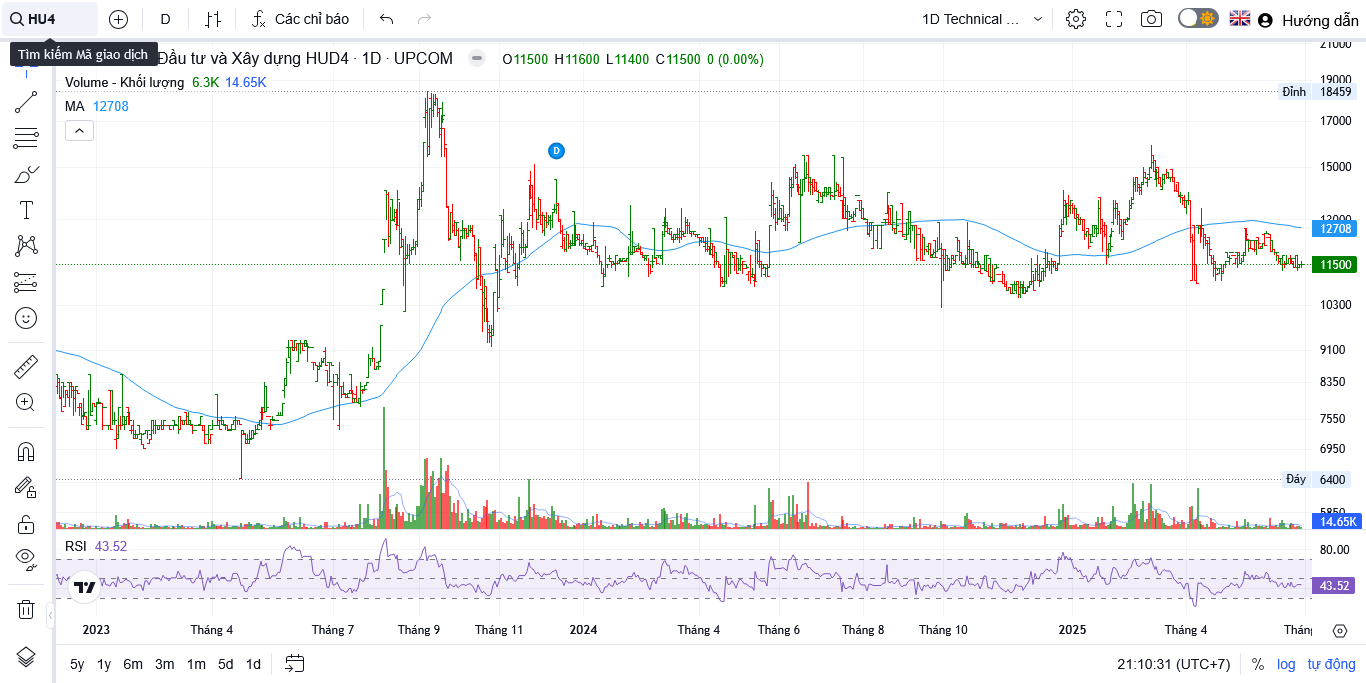 HU4
D
Các chỉ báo
1D Technical ...
Hướng dẫn
Tìm kiếm Mã giao dịch
Đầu tư và Xây dựng HUD4 · 1D · UPCOM
O11500 H11600 L11400 C11500 0 (0.00%)
Volume - Khối lượng 6.3K 14.65K
MA 12708
D
21000
19000
Đỉnh 18459
17000
15000
12000
12708
11500
10300
9100
8350
7550
6950
Đáy 6400
5850
14.65K
RSI 43.52
80.00
43.52
2023 Tháng 4 Tháng 7 Tháng 9 Tháng 11 2024 Tháng 4 Tháng 6 Tháng 8 Tháng 10 2025 Tháng 4 Tháng
5y 1y 6m 3m 1m 5d 1d
21:10:31 (UTC+7) % log tự động